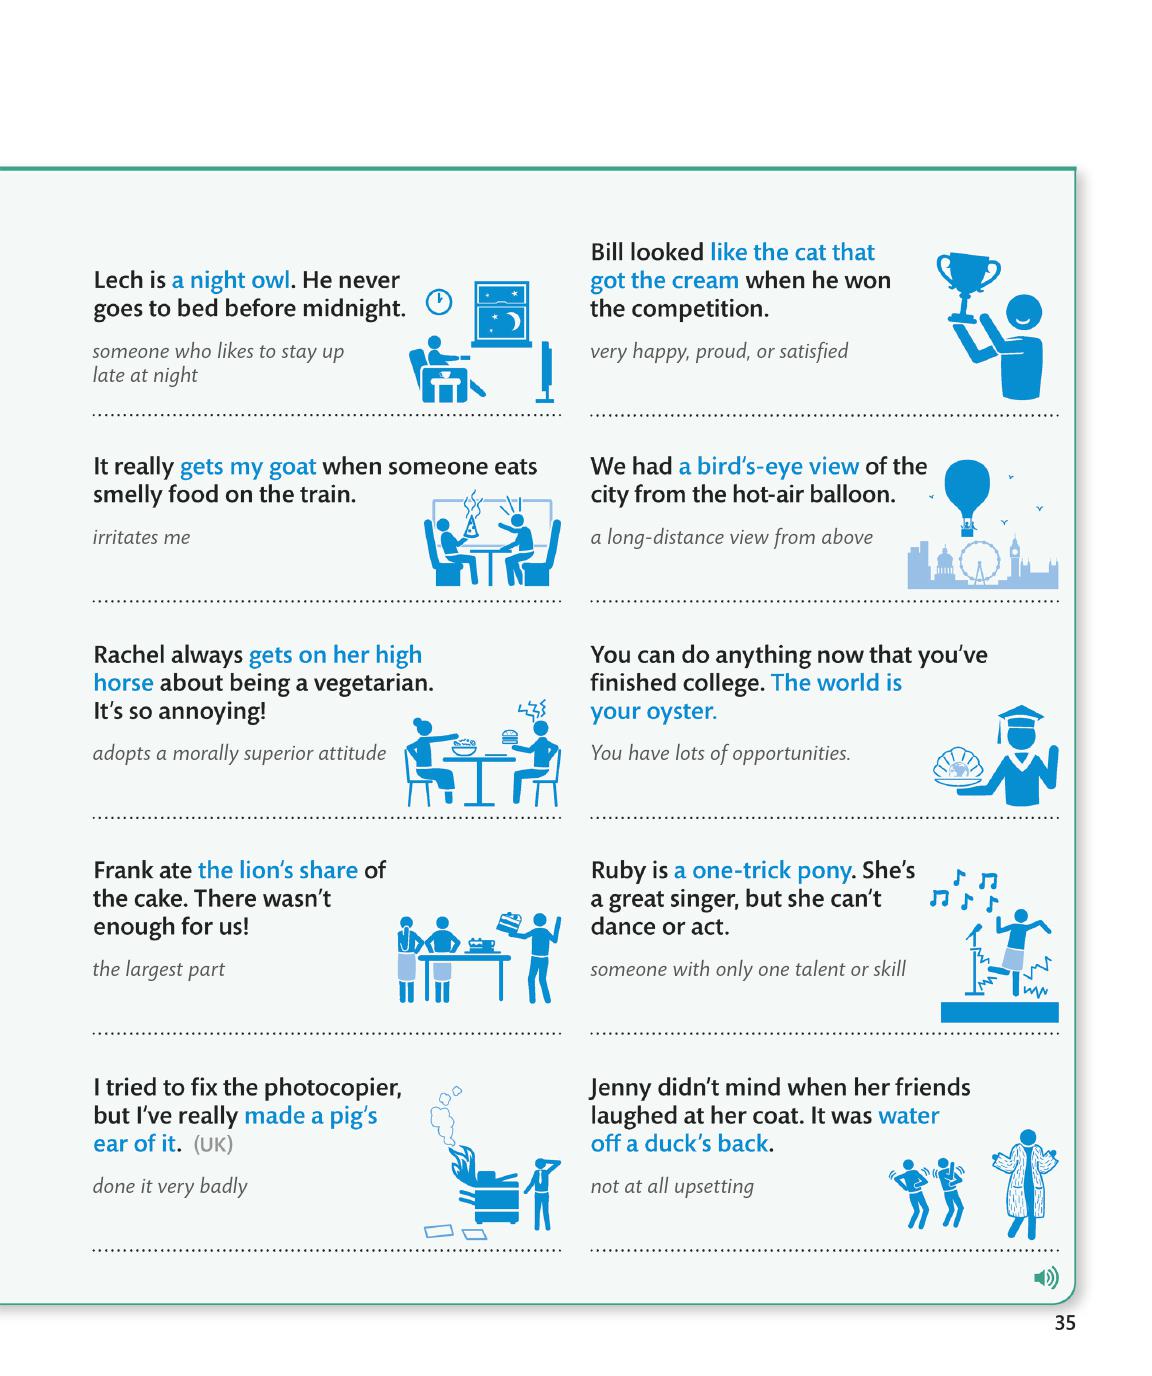 Lech is a night owl. He never
goes to bed before midnight.
someone who likes to stay up
late at night
It really gets my goat when someone eats
smelly food on the train.
irritates me
Rachel always gets on her high
horse about being a vegetarian.
It's so annoying!
adopts a morally superior attitude
Frank ate the lion's share of
the cake. There wasn't
enough for us!
the largest part
I tried to fix the photocopier,
but I've really made a pig's
ear of it. (UK)
done it very badly
Bill looked like the cat that
got the cream when he won
the competition.
very happy, proud, or satisfied
We had a bird's-eye view of the
city from the hot-air balloon.
a long-distance view from above
You can do anything now that you've
finished college. The world is
your oyster.
You have lots of opportunities.
Ruby is a one-trick pony. She's
a great singer, but she can't
dance or act.
someone with only one talent or skill
Jenny didn't mind when her friends
laughed at her coat. It was water
off a duck's back.
not at all upsetting
35